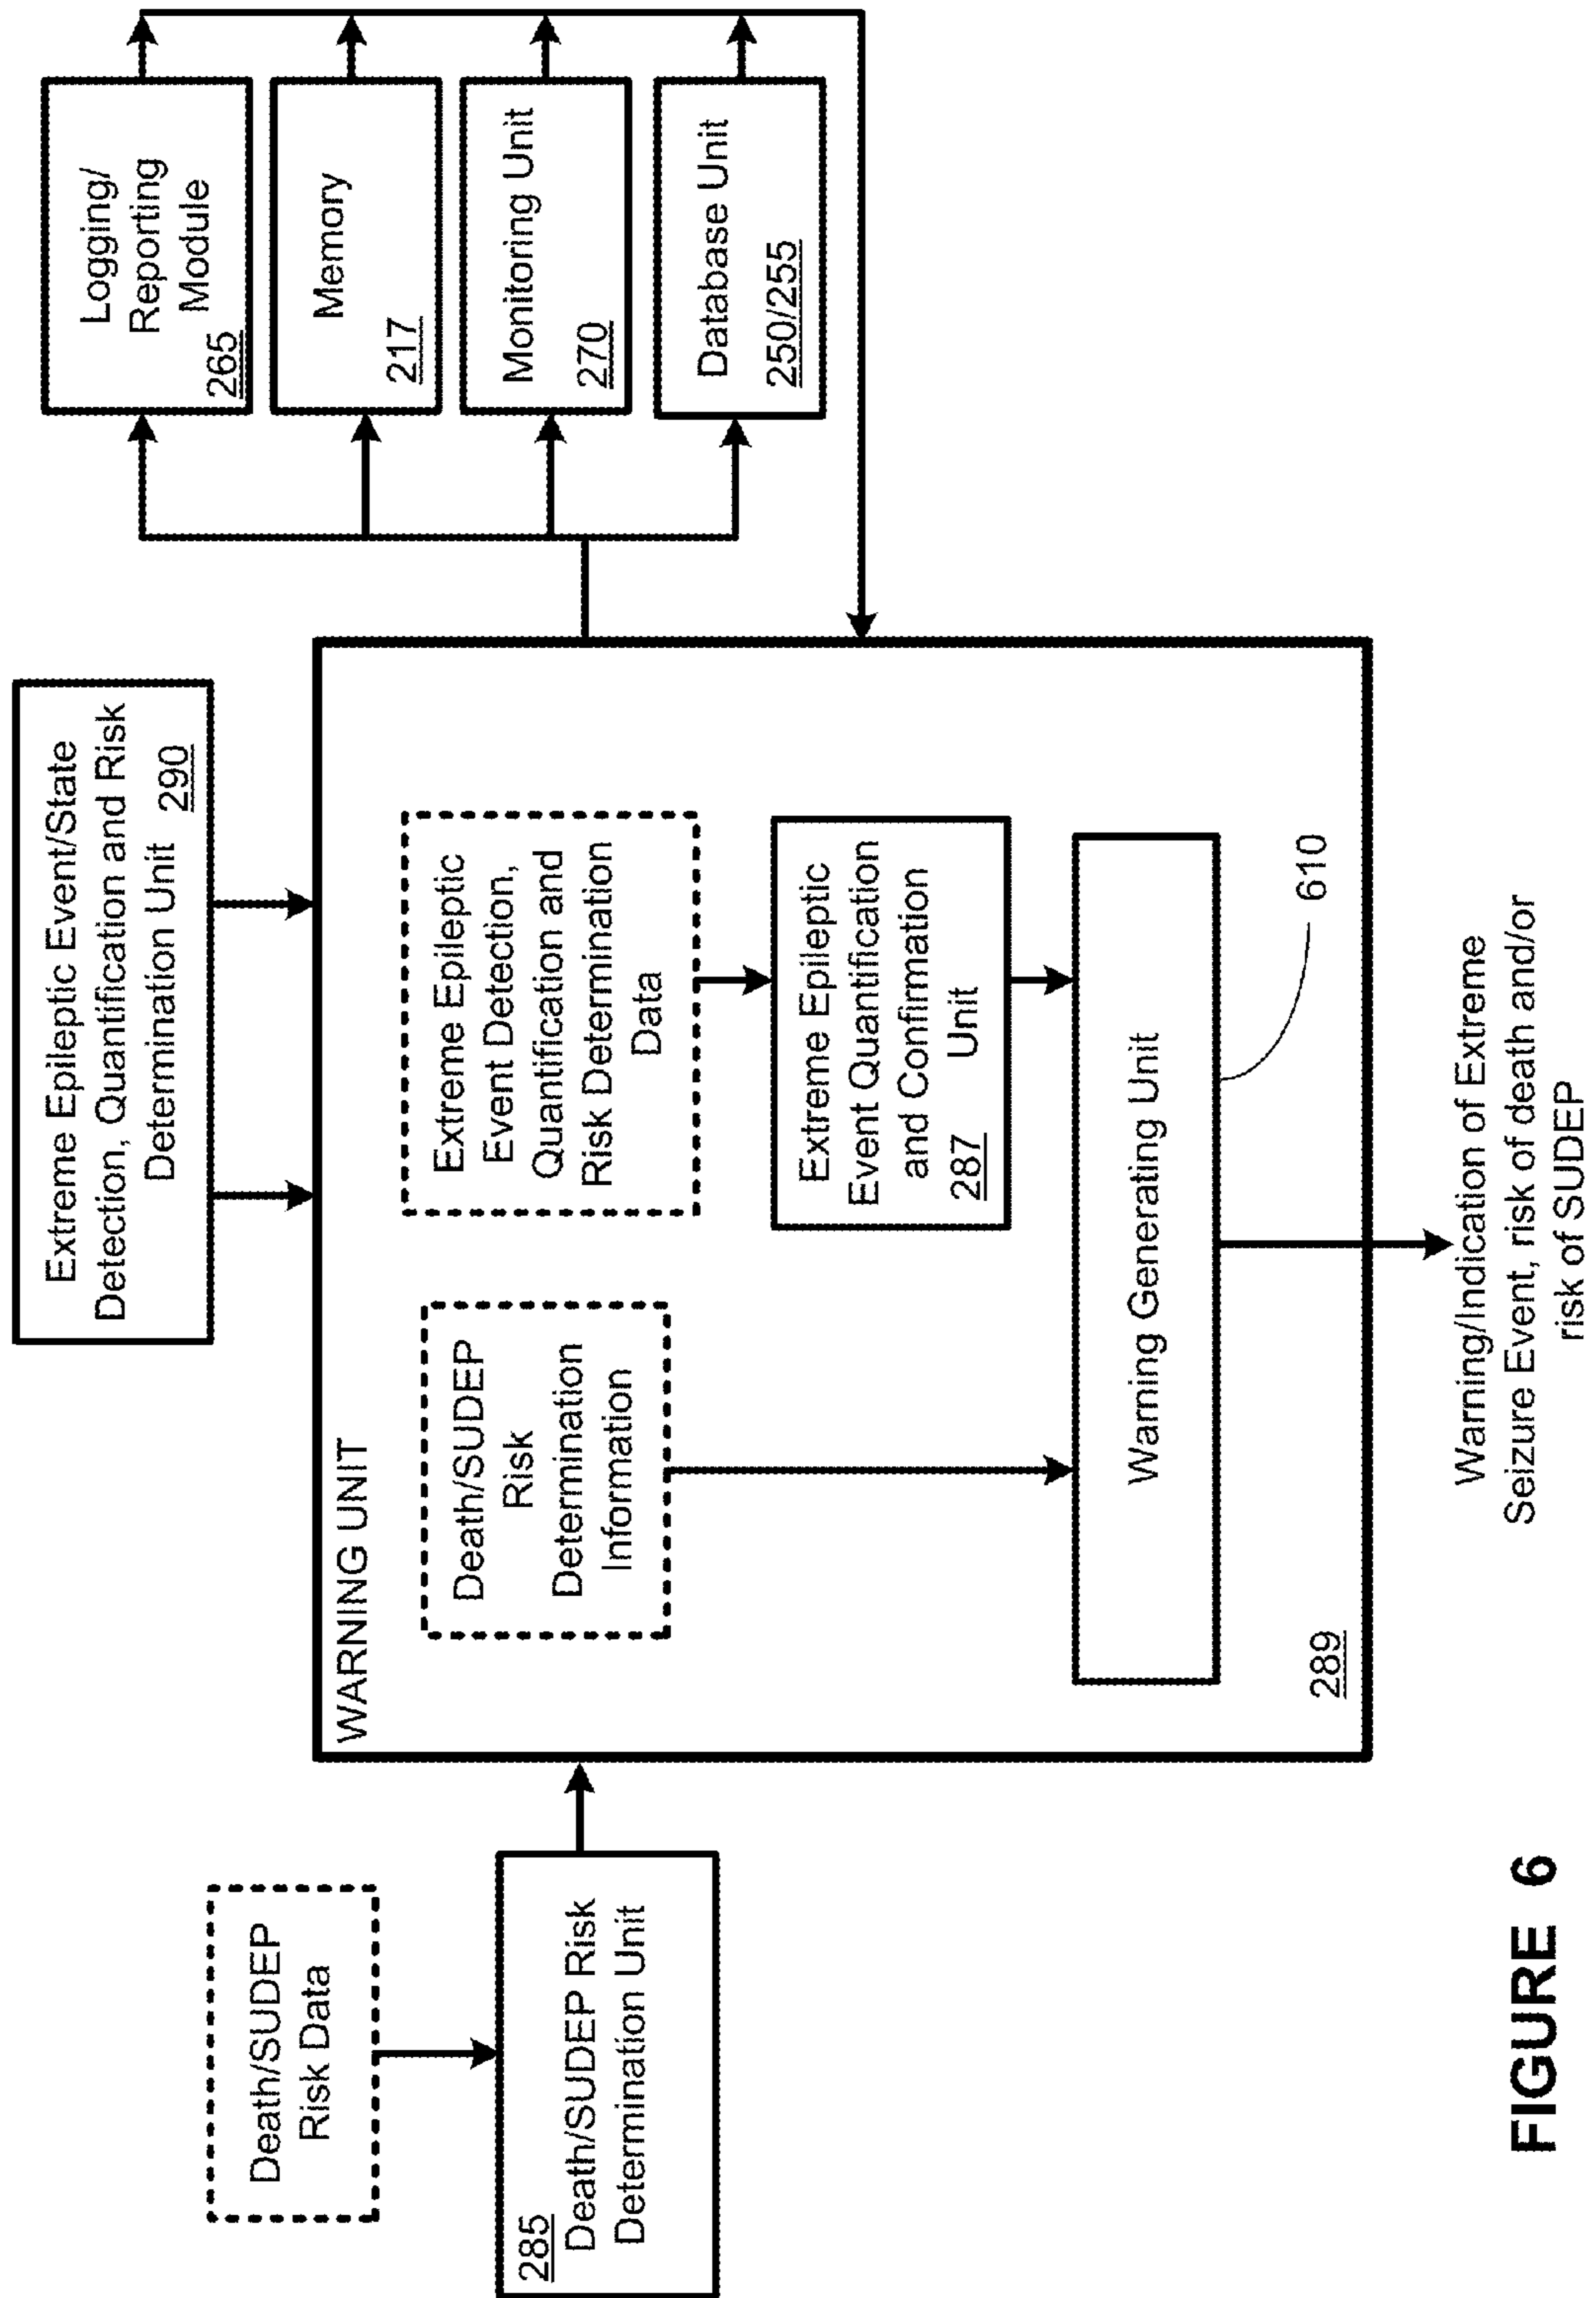 Death/SUDEP
Risk Data
285
Death/SUDEP Risk
Determination Unit
Extreme Epileptic Event/State
Detection, Quantification and Risk
Determination Unit 290
WARNING UNIT
Death/SUDEP
Risk
Determination
Information
Extreme Epileptic
Event Detection,
Quantification and
Risk Determination
Data
Extreme Epileptic
Event Quantification
and Confirmation
287 Unit
Warning Generating Unit
610
289
Warning/Indication of Extreme
Seizure Event, risk of death and/or
risk of SUDEP
Logging/
Reporting
Module
265
Memory
217
Monitoring Unit
270
Database Unit
250/255
FIGURE 6